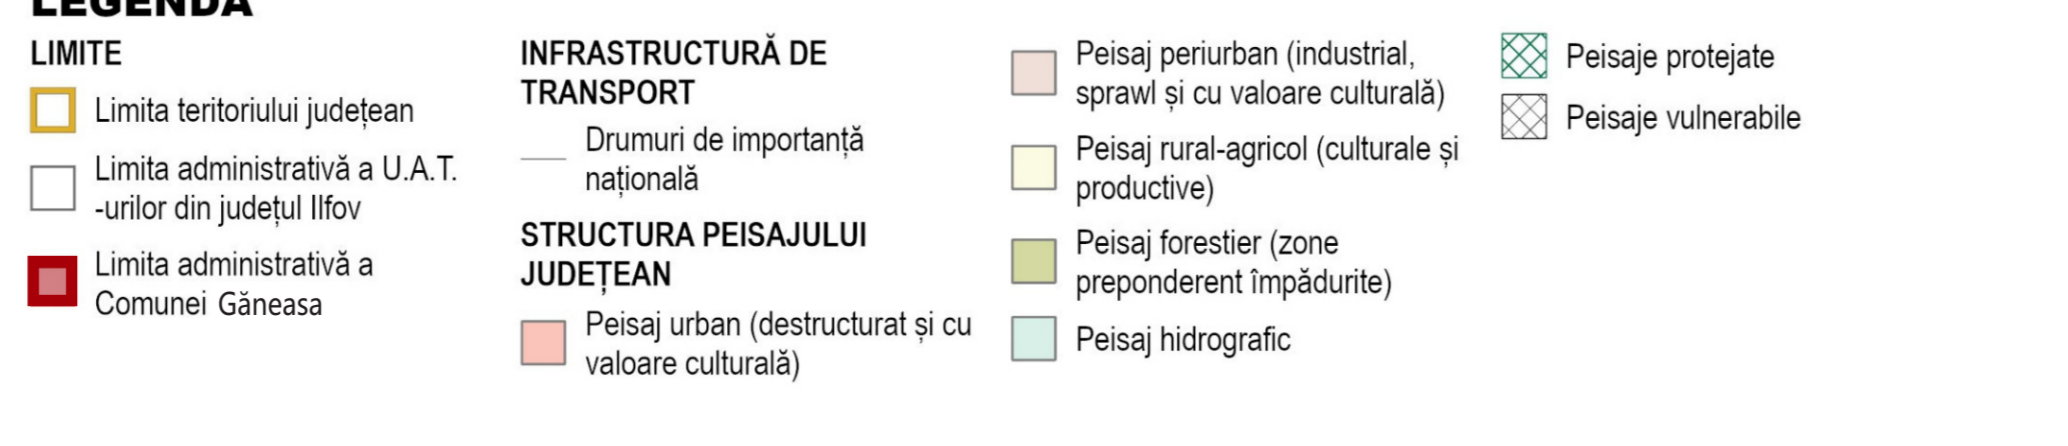 LEGENDA
LIMITE
Limita teritoriului județean
Limita administrativă a U.A.T.
-urilor din județul Ilfov
Limita administrativă a
Comunei Găneasa
INFRASTRUCTURĂ DE
TRANSPORT
Drumuri de importanță
națională
STRUCTURA PEISAJULUI
JUDEȚEAN
Peisaj urban (destructurat și cu
valoare culturală)
Peisaj periurban (industrial,
sprawl și cu valoare culturală)
Peisaj rural-agricol (culturale și
productive)
Peisaj forestier (zone
preponderent împădurite)
Peisaj hidrografic
Peisaje protejate
Peisaje vulnerabile